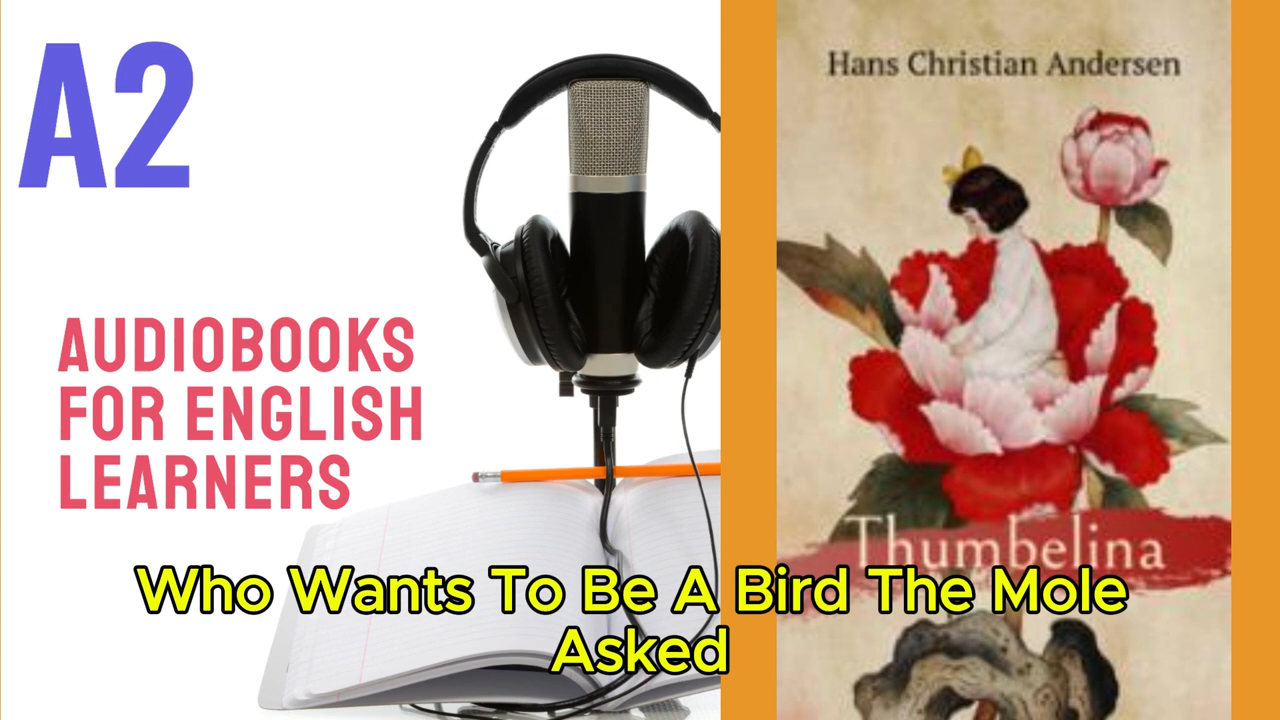 A2
AUDIOBOOKS
FOR ENGLISH
LEARNERS
Hans Christian Andersen
Thumbelina
Who Wants To Be A Bird The Mole
Asked